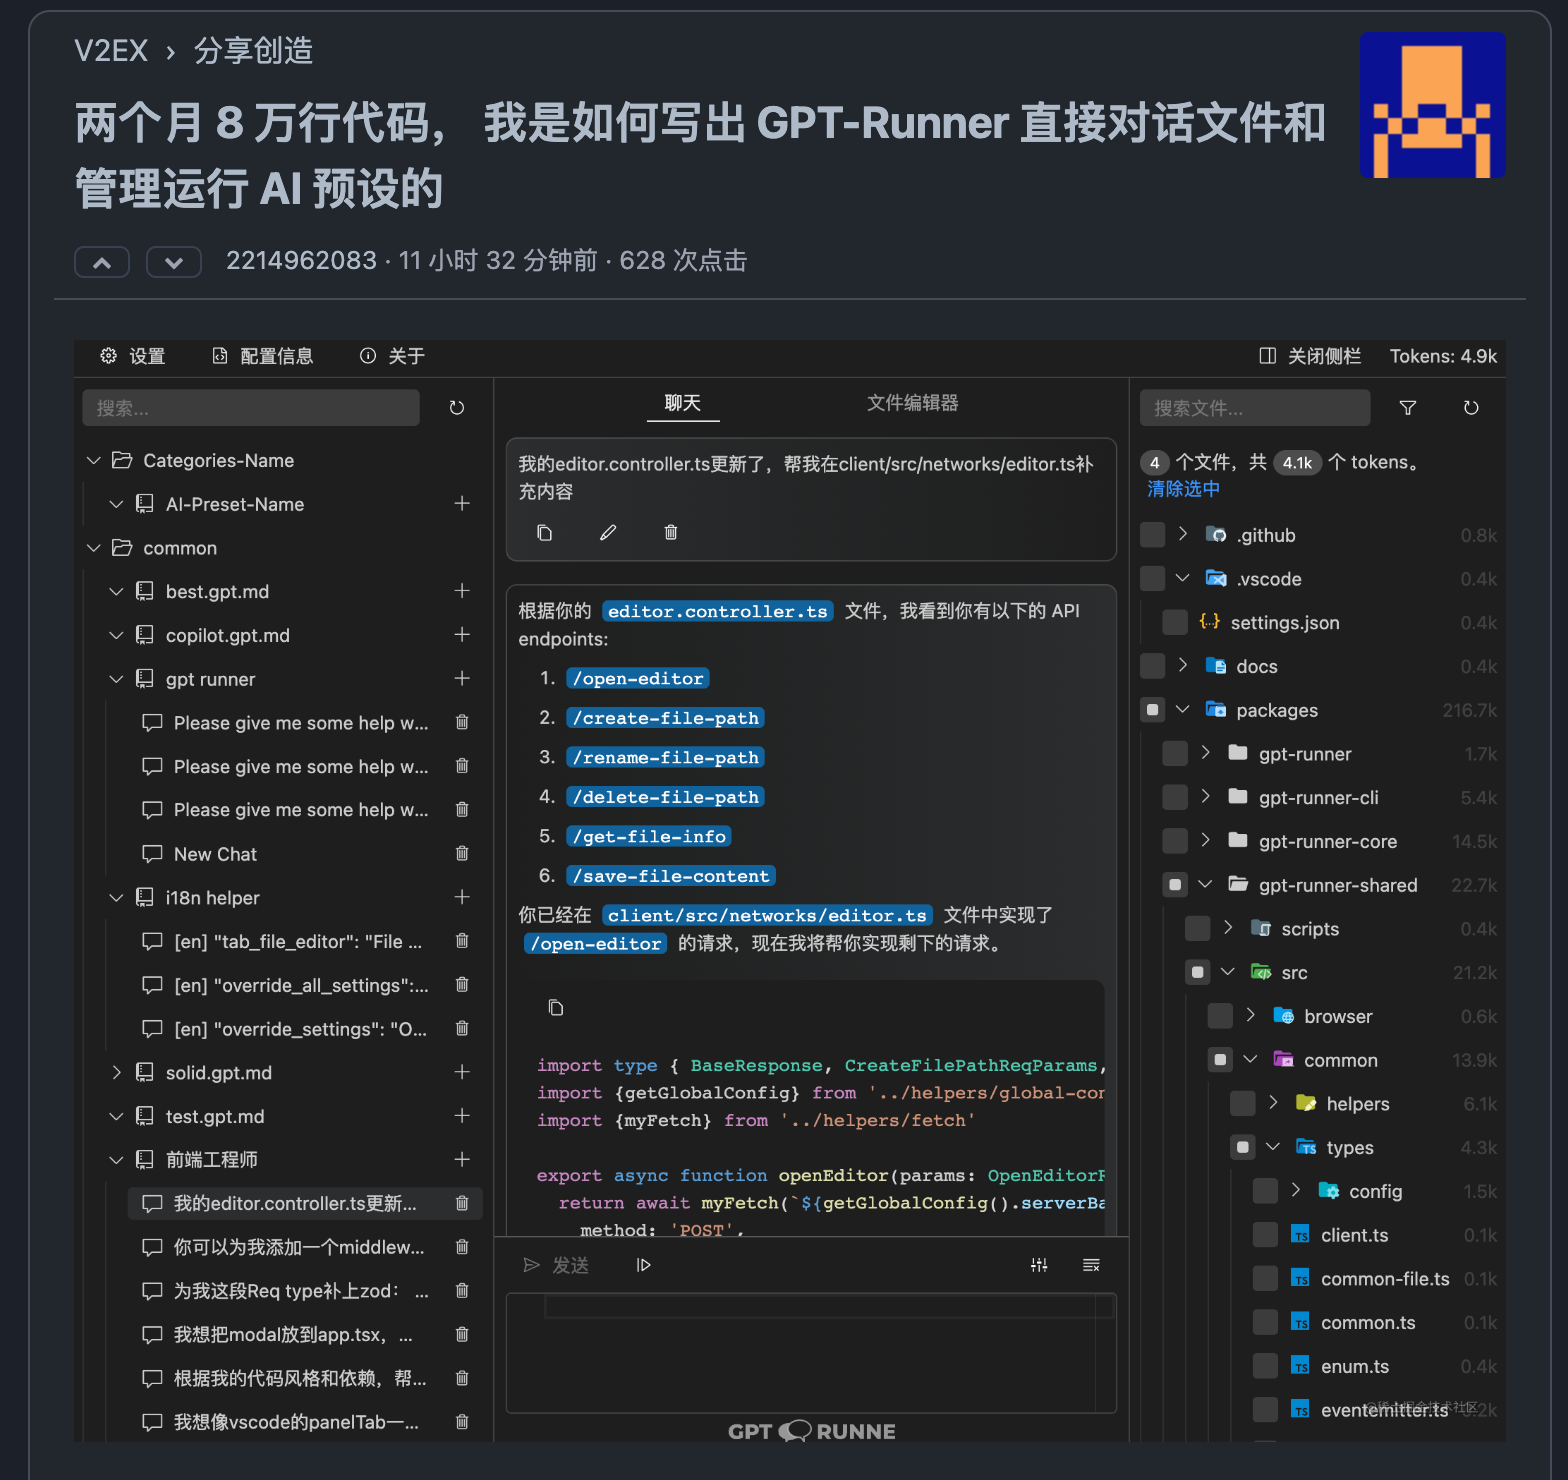 V2EX › 分享创造
两个月 8 万行代码， 我是如何写出 GPT-Runner 直接对话文件和
管理运行 AI 预设的
2214962083 · 11 小时 32 分钟前 · 628 次点击
设置 配置信息 关于
关闭侧栏 Tokens: 4.9k
搜索...
Categories-Name
AI-Preset-Name
common
best.gpt.md
copilot.gpt.md
gpt runner
Please give me some help w...
Please give me some help w...
Please give me some help w...
New Chat
i18n helper
[en] "tab_file_editor": "File ...
[en] "override_all_settings":...
[en] "override_settings": "O...
solid.gpt.md
test.gpt.md
前端工程师
我的editor.controller.ts更新...
你可以为我添加一个middlew...
为我这段Req type补上zod： ...
我想把modal放到app.tsx，...
根据我的代码风格和依赖，帮...
我想像vscode的panelTab一...
聊天 文件编辑器
我的editor.controller.ts更新了，帮我在client/src/networks/editor.ts补
充内容
根据你的 editor.controller.ts 文件，我看到你有以下的 API
endpoints:
1. /open-editor
2. /create-file-path
3. /rename-file-path
4. /delete-file-path
5. /get-file-info
6. /save-file-content
你已经在 client/src/networks/editor.ts 文件中实现了
/open-editor 的请求，现在我将帮你实现剩下的请求。
import type { BaseResponse, CreateFilePathReqParams,
import {getGlobalConfig} from '../helpers/global-con
import {myFetch} from '../helpers/fetch'
export async function openEditor(params: OpenEditorR
return await myFetch(`${getGlobalConfig().serverBa
method: 'POST',
发送
GPT RUNNE
搜索文件...
4 个文件，共 4.1k 个 tokens。
清除选中
.github 0.8k
.vscode 0.4k
{..} settings.json 0.4k
docs 0.4k
packages 216.7k
gpt-runner 1.7k
gpt-runner-cli 5.4k
gpt-runner-core 14.5k
gpt-runner-shared 22.7k
scripts 0.4k
src 21.2k
browser 0.6k
common 13.9k
helpers 6.1k
types 4.3k
config 1.5k
TS client.ts 0.1k
TS common-file.ts 0.1k
TS common.ts 0.1k
TS enum.ts 0.4k
TS eventemitter.ts 0.2k
@稀土掘金技术社区